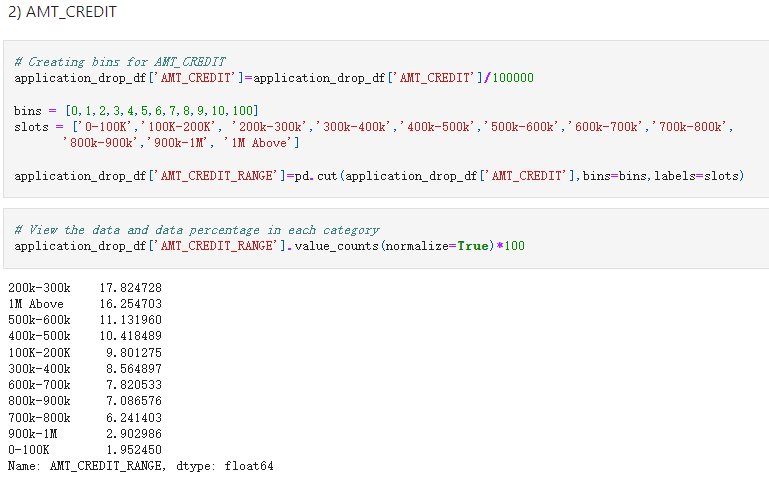 2) AMT_CREDIT
# Creating bins for AMT_CREDIT
application_drop_df['AMT_CREDIT']=application_drop_df['AMT_CREDIT']/100000
bins = [0,1,2,3,4,5,6,7,8,9,10,100]
slots = ['0-100K','100K-200K', '200k-300k','300k-400k','400k-500k','500k-600k','600k-700k','700k-800k',
'800k-900k','900k-1M', '1M Above']
application_drop_df['AMT_CREDIT_RANGE']=pd.cut(application_drop_df['AMT_CREDIT'],bins=bins,labels=slots)
# View the data and data percentage in each category
application_drop_df['AMT_CREDIT_RANGE'].value_counts(normalize=True)*100
200k-300k    17.824728
1M Above     16.254703
500k-600k    11.131960
400k-500k    10.418489
100K-200K     9.801275
300k-400k     8.564897
600k-700k     7.820533
800k-900k     7.086576
700k-800k     6.241403
900k-1M       2.902986
0-100K        1.952450
Name: AMT_CREDIT_RANGE, dtype: float64